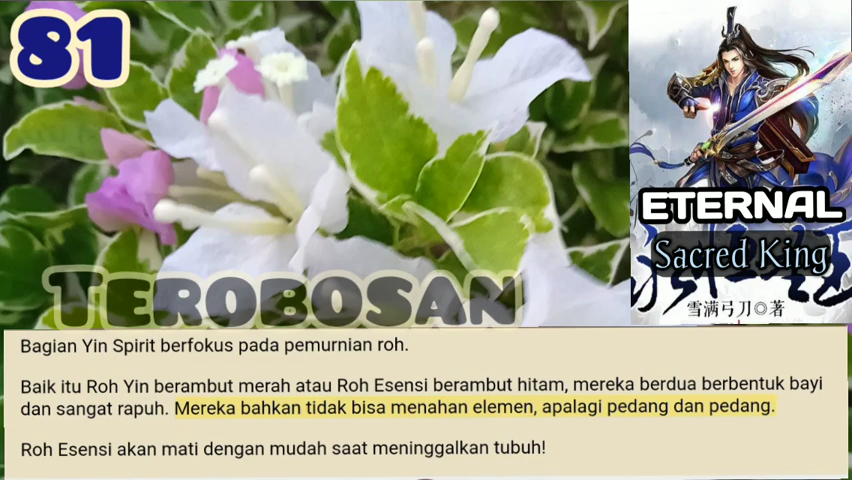 81
ETERNAL
Sacred King
雪满弓刀◎著
TEROBOSAN
Bagian Yin Spirit berfokus pada pemurnian roh.
Baik itu Roh Yin berambut merah atau Roh Esensi berambut hitam, mereka berdua berbentuk bayi
dan sangat rapuh. Mereka bahkan tidak bisa menahan elemen, apalagi pedang dan pedang.
Roh Esensi akan mati dengan mudah saat meninggalkan tubuh!